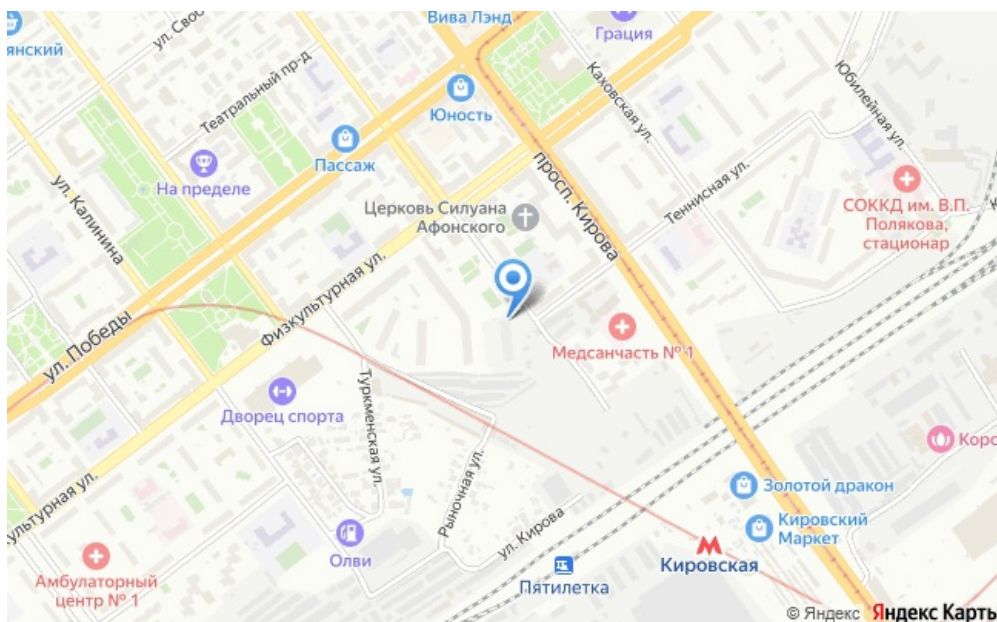 Вива Лэнд
Грация
янский
ул. Своб
Театральный пр-д
Каховская ул.
Юбилейная ул.
Юность
Пассаж
На пределе
просп. Кирова
Теннисная ул.
СОККД им. В.П.
Полякова,
стационар
Ю
ул. Калинина
Церковь Силуана
Афонского
Физкультурная ул.
ул. Победы
Медсанчасть № 1
Дворец спорта
Туркменская ул.
Коро
Рыночная ул.
Золотой дракон
культурная ул.
ул. Кирова
Кировский
Маркет
Олви
Кировская
Амбулаторный
центр № 1
Пятилетка
© Яндекс Яндекс Карты